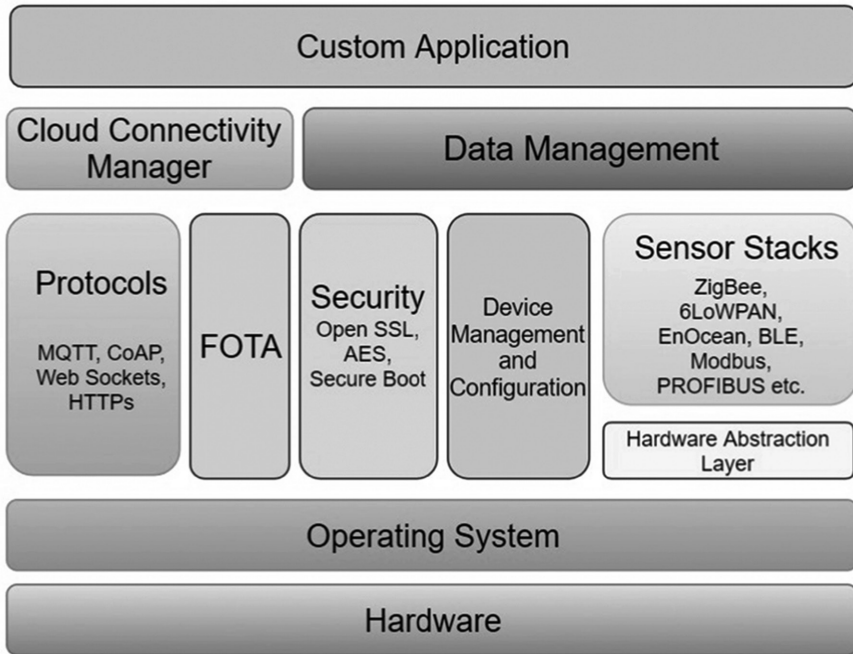 Custom Application
Cloud Connectivity
Manager
Data Management
Protocols
MQTT, CoAP,
Web Sockets,
HTTPs
FOTA
Security
Open SSL,
AES,
Secure Boot
Device
Management
and
Configuration
Sensor Stacks
ZigBee,
6LoWPAN,
EnOcean, BLE,
Modbus,
PROFIBUS etc.
Hardware Abstraction
Layer
Operating System
Hardware